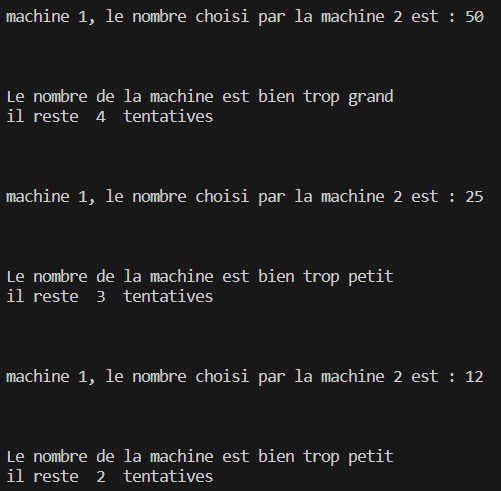 machine 1, le nombre choisi par la machine 2 est : 50
Le nombre de la machine est bien trop grand
il reste  4  tentatives
machine 1, le nombre choisi par la machine 2 est : 25
Le nombre de la machine est bien trop petit
il reste  3  tentatives
machine 1, le nombre choisi par la machine 2 est : 12
Le nombre de la machine est bien trop petit
il reste  2  tentatives